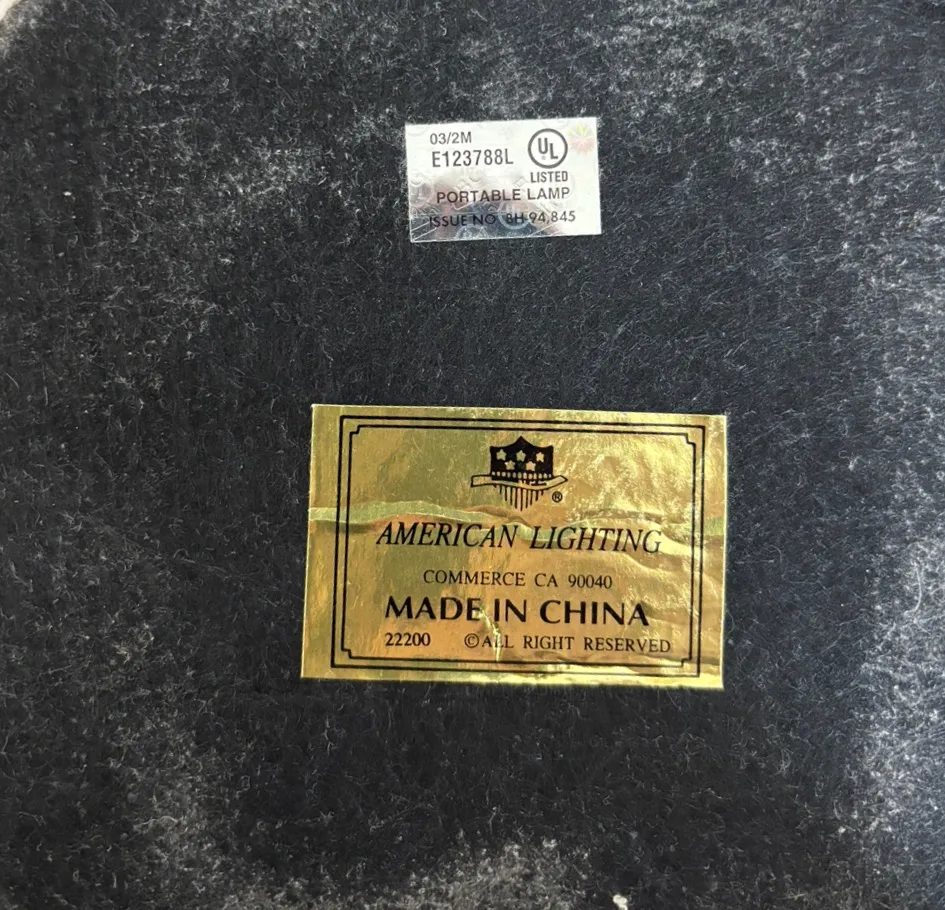 03/2M
E123788L
UL
LISTED
PORTABLE LAMP
ISSUE NO. BH-94,845
®
AMERICAN LIGHTING
COMMERCE CA 90040
MADE IN CHINA
22200 ©ALL RIGHT RESERVED